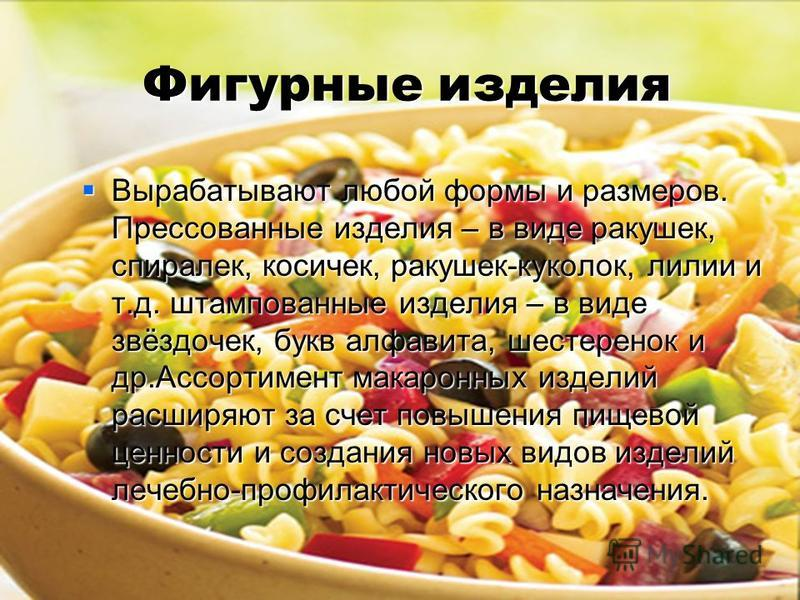 Фигурные изделия
Вырабатывают любой формы и размеров.
Прессованные изделия – в виде ракушек,
спиралек, косичек, ракушек-куколок, лилии и
т.д. штампованные изделия – в виде
звёздочек, букв алфавита, шестеренок и
др.Ассортимент макаронных изделий
расширяют за счет повышения пищевой
ценности и создания новых видов изделий
лечебно-профилактического назначения.
MyShared